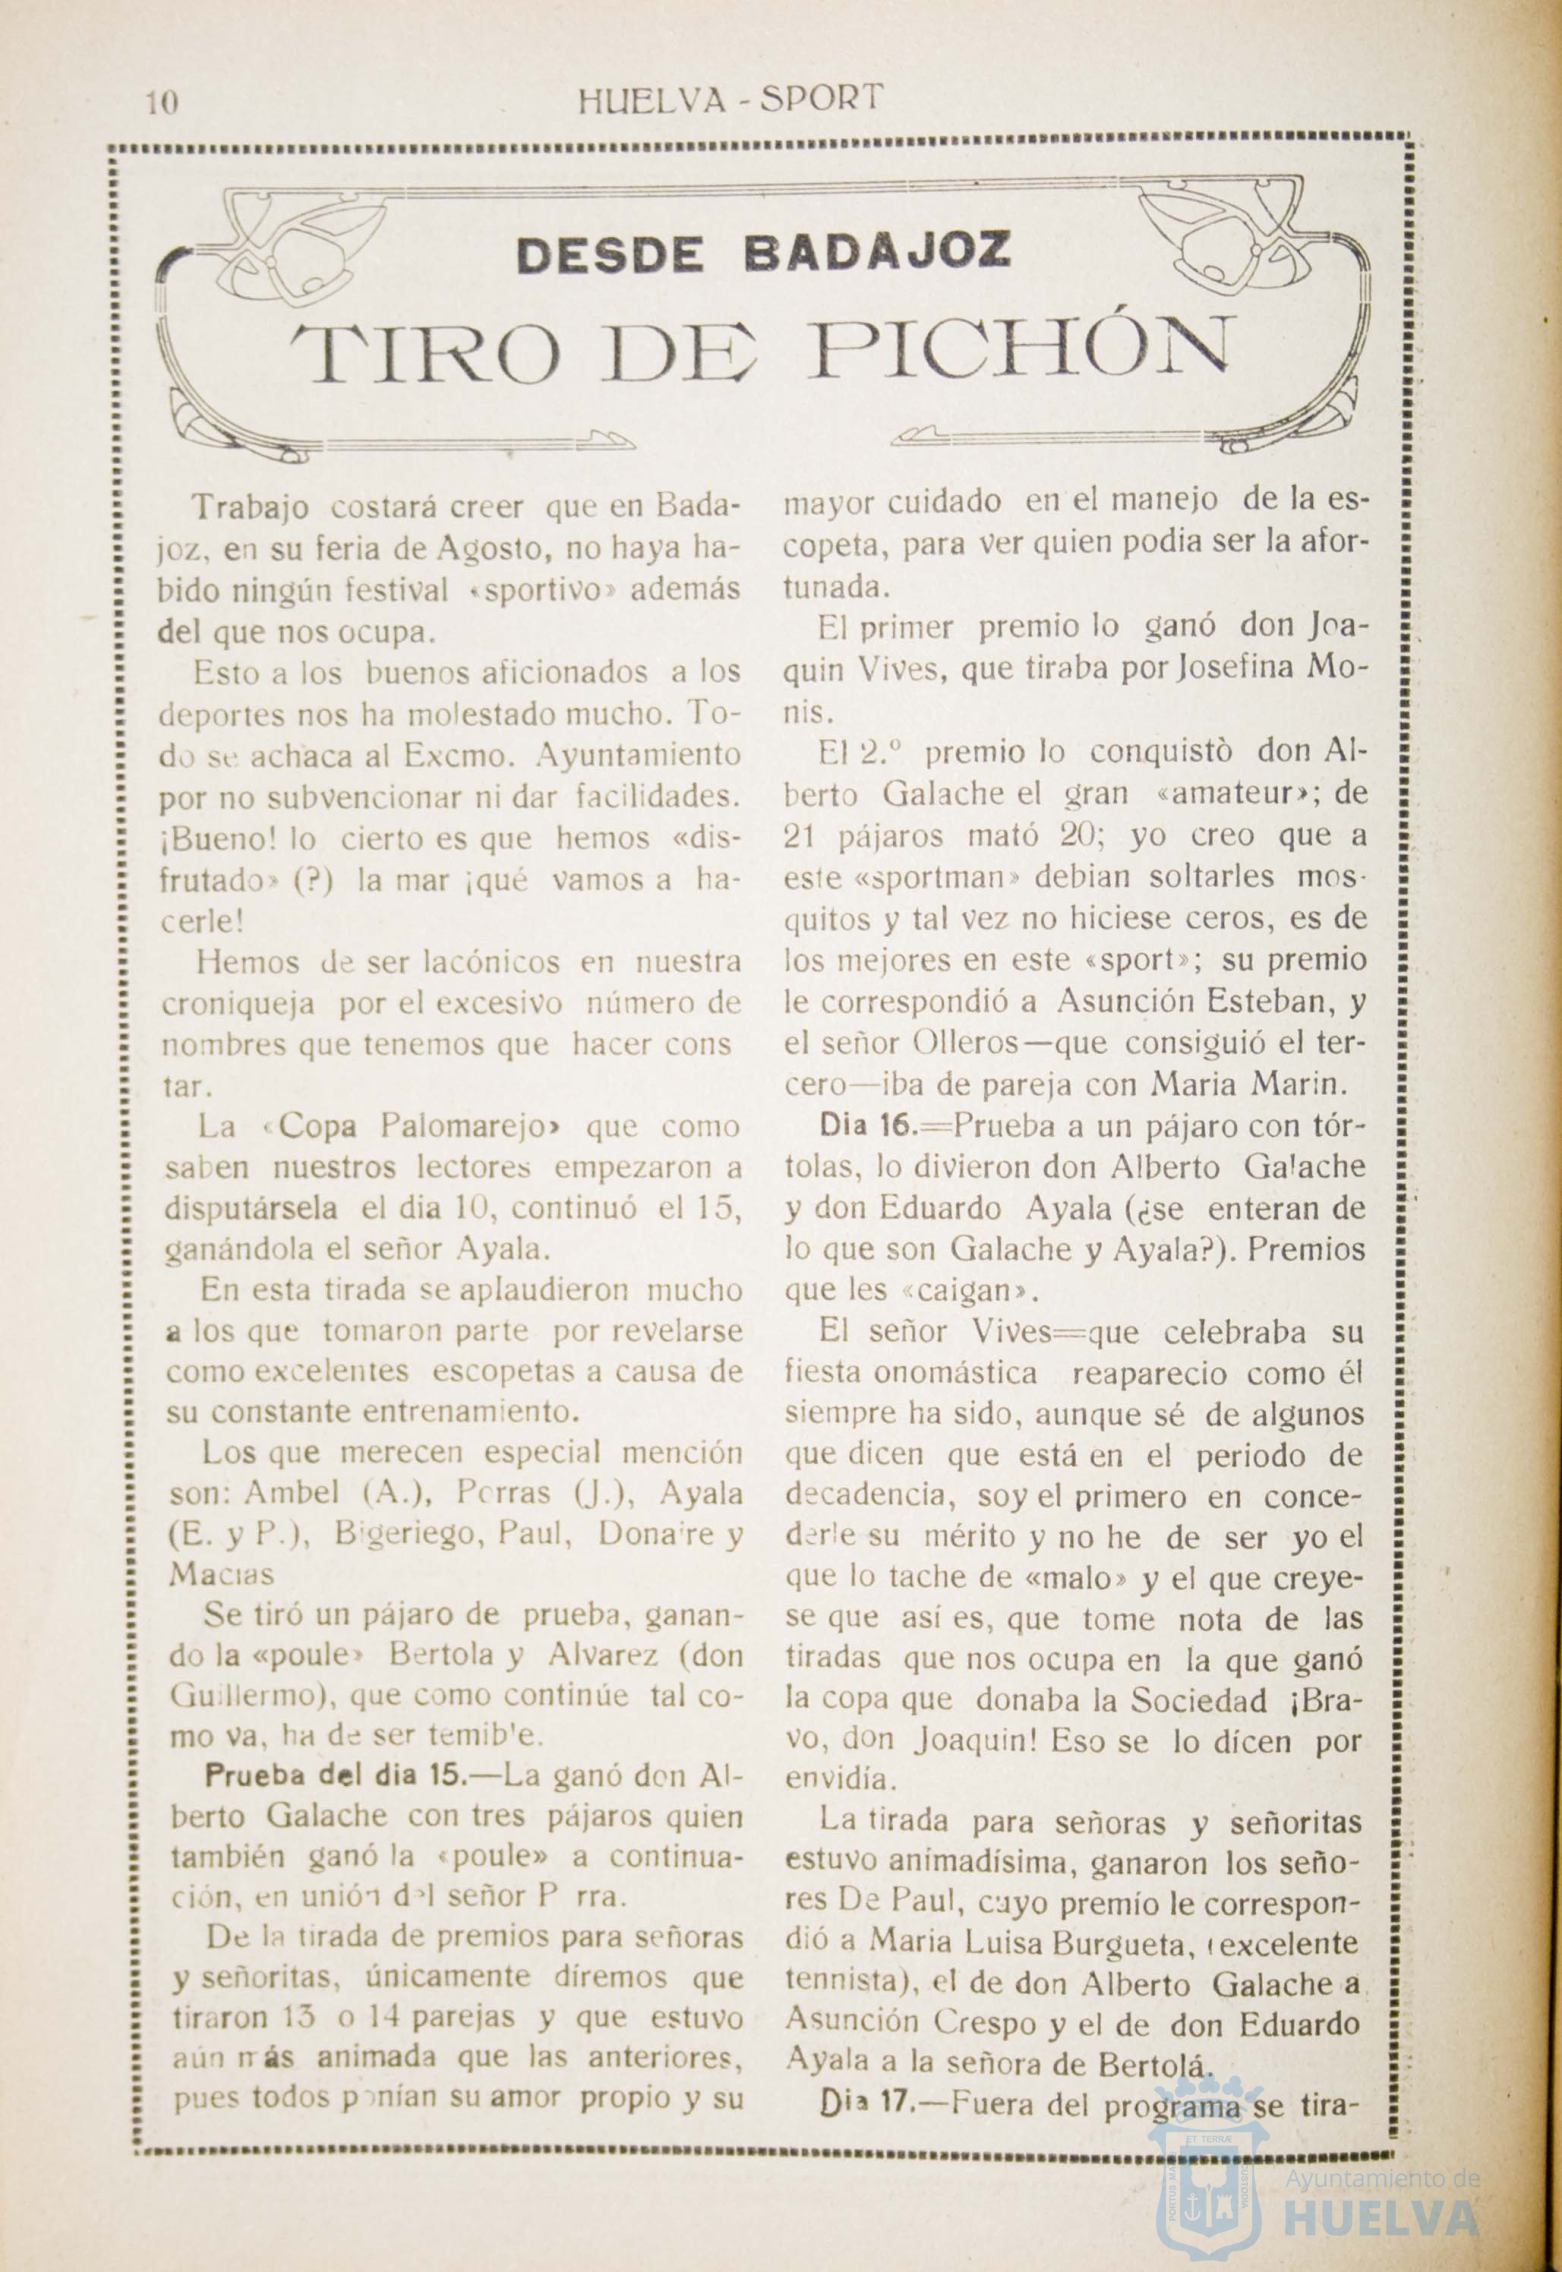 10
HUELVA - SPORT
DESDE BADAJOZ
TIRO DE PICHÓN
Trabajo costará creer que en Bada-
joz, en su feria de Agosto, no haya ha-
bido ningún festival «sportivo» además
del que nos ocupa.
Esto a los buenos aficionados a los
deportes nos ha molestado mucho. To-
do se achaca al Excmo. Ayuntamiento
por no subvencionar ni dar facilidades.
¡Bueno! lo cierto es que hemos «dis-
frutado» (?) la mar ¡qué vamos a ha-
cerle!
Hemos de ser lacónicos en nuestra
croniqueja por el excesivo número de
nombres que tenemos que hacer cons
tar.
La «Copa Palomarejo» que como
saben nuestros lectores empezaron a
disputársela el dia 10, continuó el 15,
ganándola el señor Ayala.
En esta tirada se aplaudieron mucho
a los que tomaron parte por revelarse
como excelentes escopetas a causa de
su constante entrenamiento.
Los que merecen especial mención
son: Ambel (A.), Porras (J.), Ayala
(E. y P.), Bigeriego, Paul, Donaire y
Macias
Se tiró un pájaro de prueba, ganan-
do la «poule» Bertola y Alvarez (don
Guillermo), que como continúe tal co-
mo va, ha de ser temible.
Prueba del dia 15.—La ganó don Al-
berto Galache con tres pájaros quien
también ganó la «poule» a continua-
ción, en unión del señor P rra.
De la tirada de premios para señoras
y señoritas, únicamente díremos que
tiraron 13 o 14 parejas y que estuvo
aún más animada que las anteriores,
pues todos ponían su amor propio y su
mayor cuidado en el manejo de la es-
copeta, para ver quien podia ser la afor-
tunada.
El primer premio lo ganó don Joa-
quin Vives, que tiraba por Josefina Mo-
nis.
El 2.º premio lo conquistò don Al-
berto Galache el gran «amateur»; de
21 pájaros mató 20; yo creo que a
este «sportman» debian soltarles mos-
quitos y tal vez no hiciese ceros, es de
los mejores en este «sport»; su premio
le correspondió a Asunción Esteban, y
el señor Olleros—que consiguió el ter-
cero—iba de pareja con Maria Marin.
Dia 16.=Prueba a un pájaro con tór-
tolas, lo divieron don Alberto Galache
y don Eduardo Ayala (¿se enteran de
lo que son Galache y Ayala?). Premios
que les «caigan».
El señor Vives=que celebraba su
fiesta onomástica reaparecio como él
siempre ha sido, aunque sé de algunos
que dicen que está en el periodo de
decadencia, soy el primero en conce-
derle su mérito y no he de ser yo el
que lo tache de «malo» y el que creye-
se que así es, que tome nota de las
tiradas que nos ocupa en la que ganó
la copa que donaba la Sociedad ¡Bra-
vo, don Joaquin! Eso se lo dícen por
envidía.
La tirada para señoras y señoritas
estuvo anímadísima, ganaron los seño-
res De Paul, cuyo premío le correspon-
dió a Maria Luisa Burgueta, (excelente
tennista), el de don Alberto Galache a
Asunción Crespo y el de don Eduardo
Ayala a la señora de Bertolá.
Dia 17.—Fuera del programa se tira-
PORTUS MA
ET TERRÆ
CUSTODIA
Ayuntamiento de
HUELVA